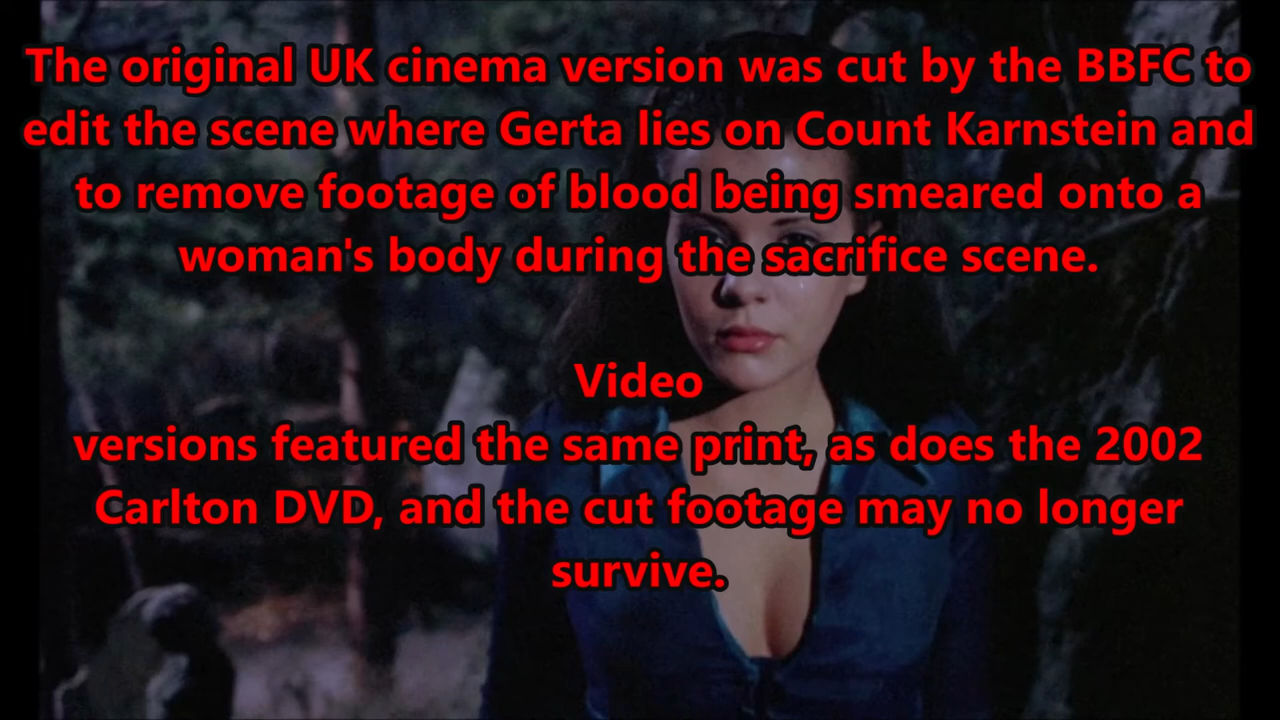 The original UK cinema version was cut by the BBFC to
edit the scene where Gerta lies on Count Karnstein and
to remove footage of blood being smeared onto a
woman's body during the sacrifice scene.
Video
versions featured the same print, as does the 2002
Carlton DVD, and the cut footage may no longer
survive.